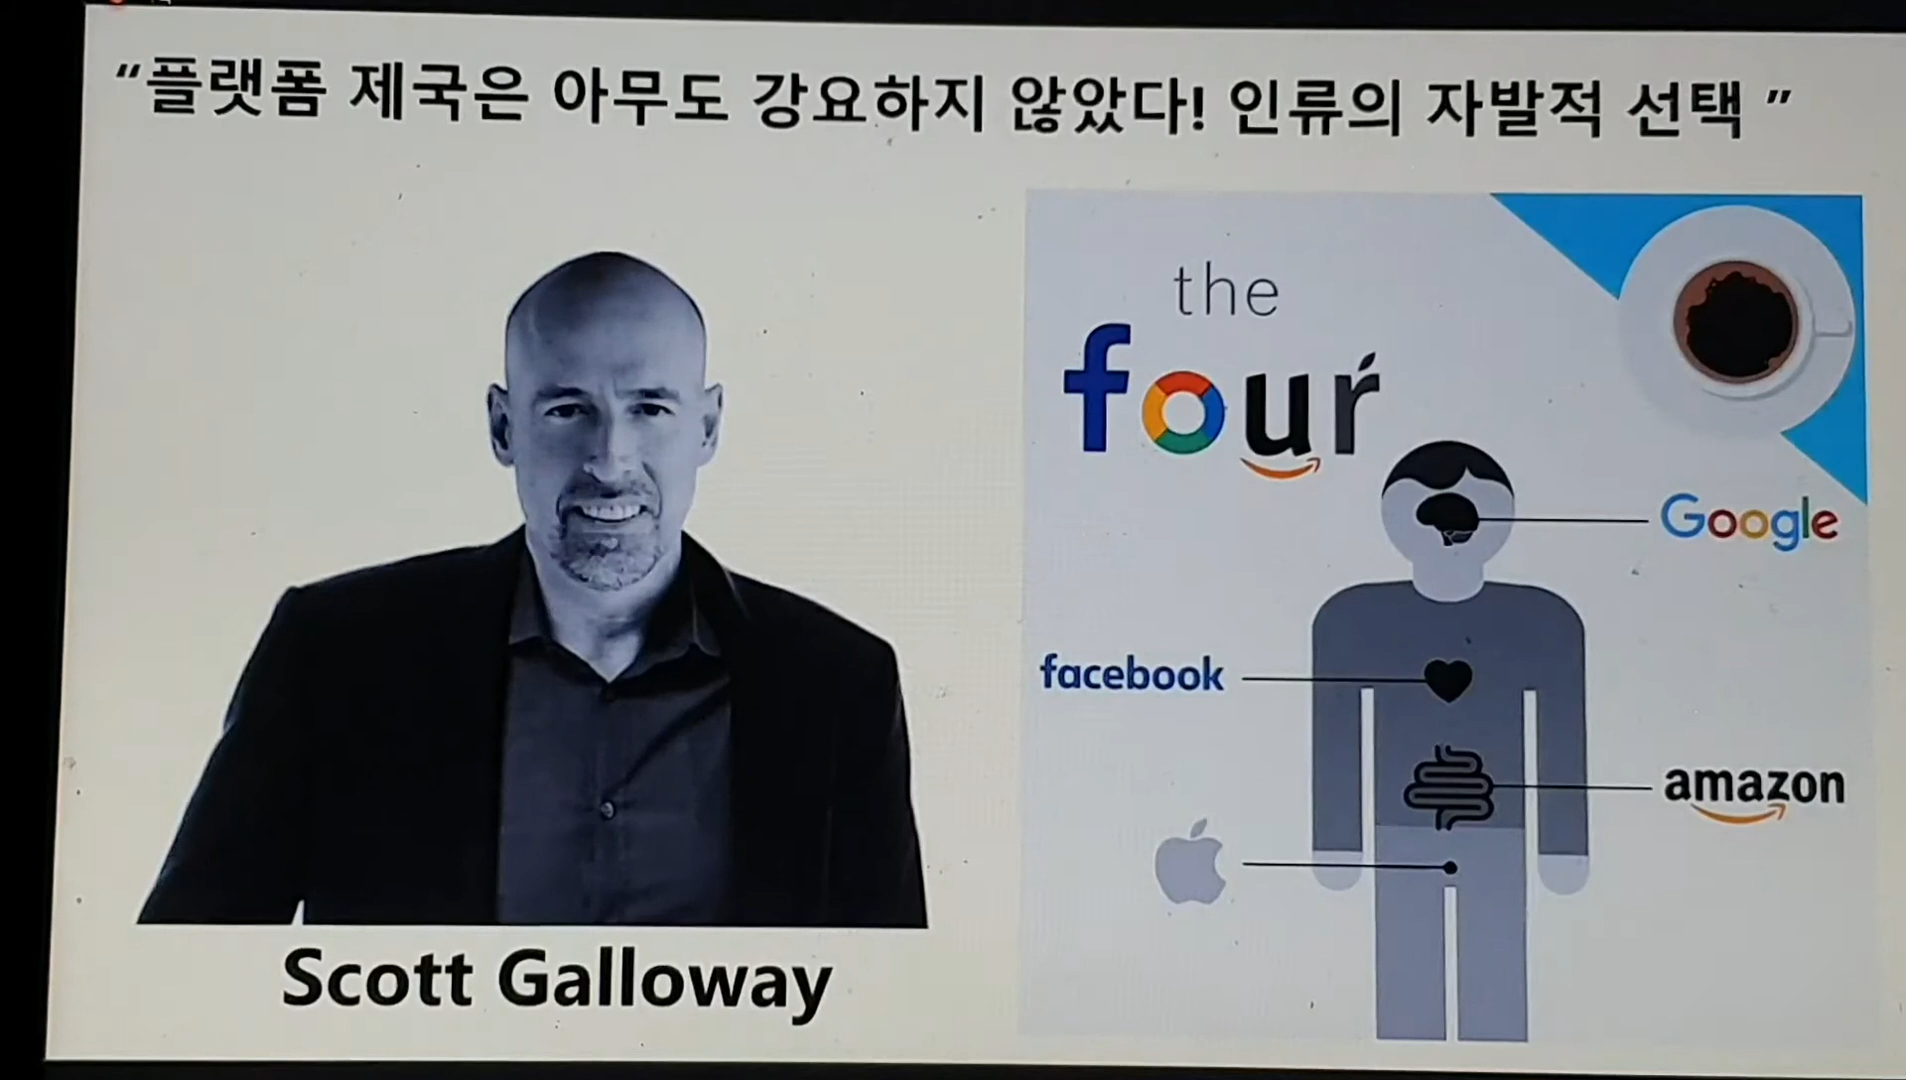 “플랫폼 제국은 아무도 강요하지 않았다! 인류의 자발적 선택 ”
the
four
Google
facebook
amazon
Scott Galloway